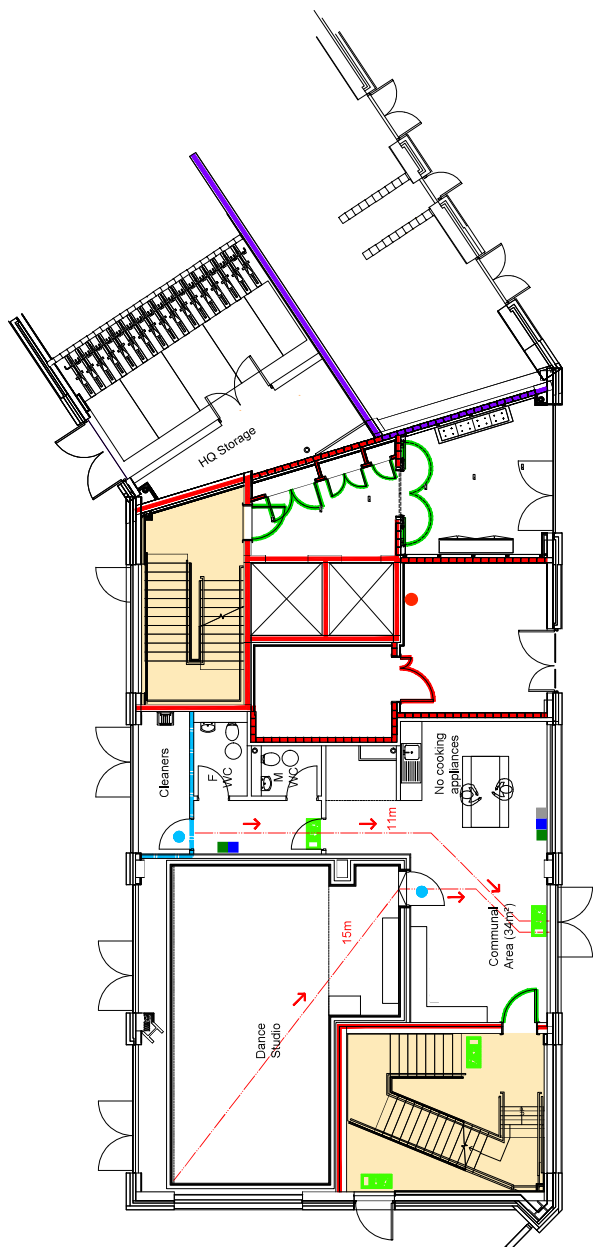 HQ Storage
Cleaners
F
WC
M
WC
No cooking
appliances
11m
15m
Communal
Area (34m²)
Dance
Studio